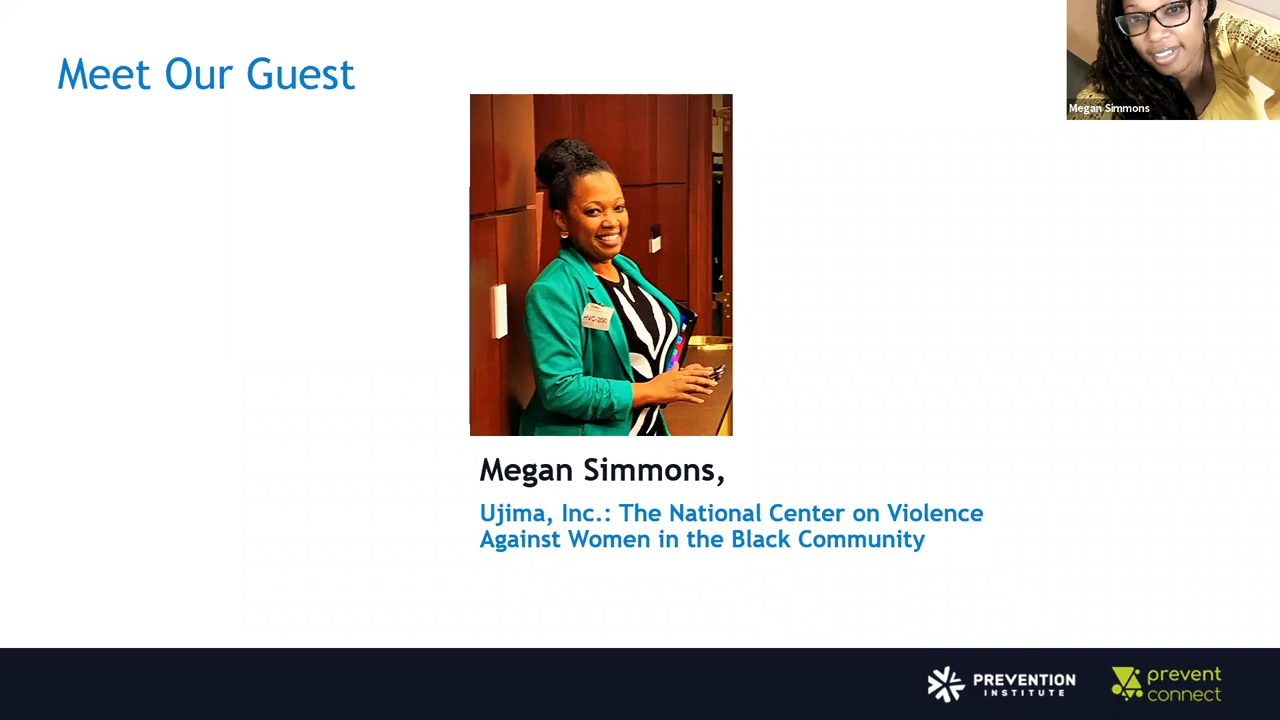 Meet Our Guest
Megan Simmons
Megan Simmons,
Ujima, Inc.: The National Center on Violence
Against Women in the Black Community
PREVENTION
INSTITUTE
prevent
connect